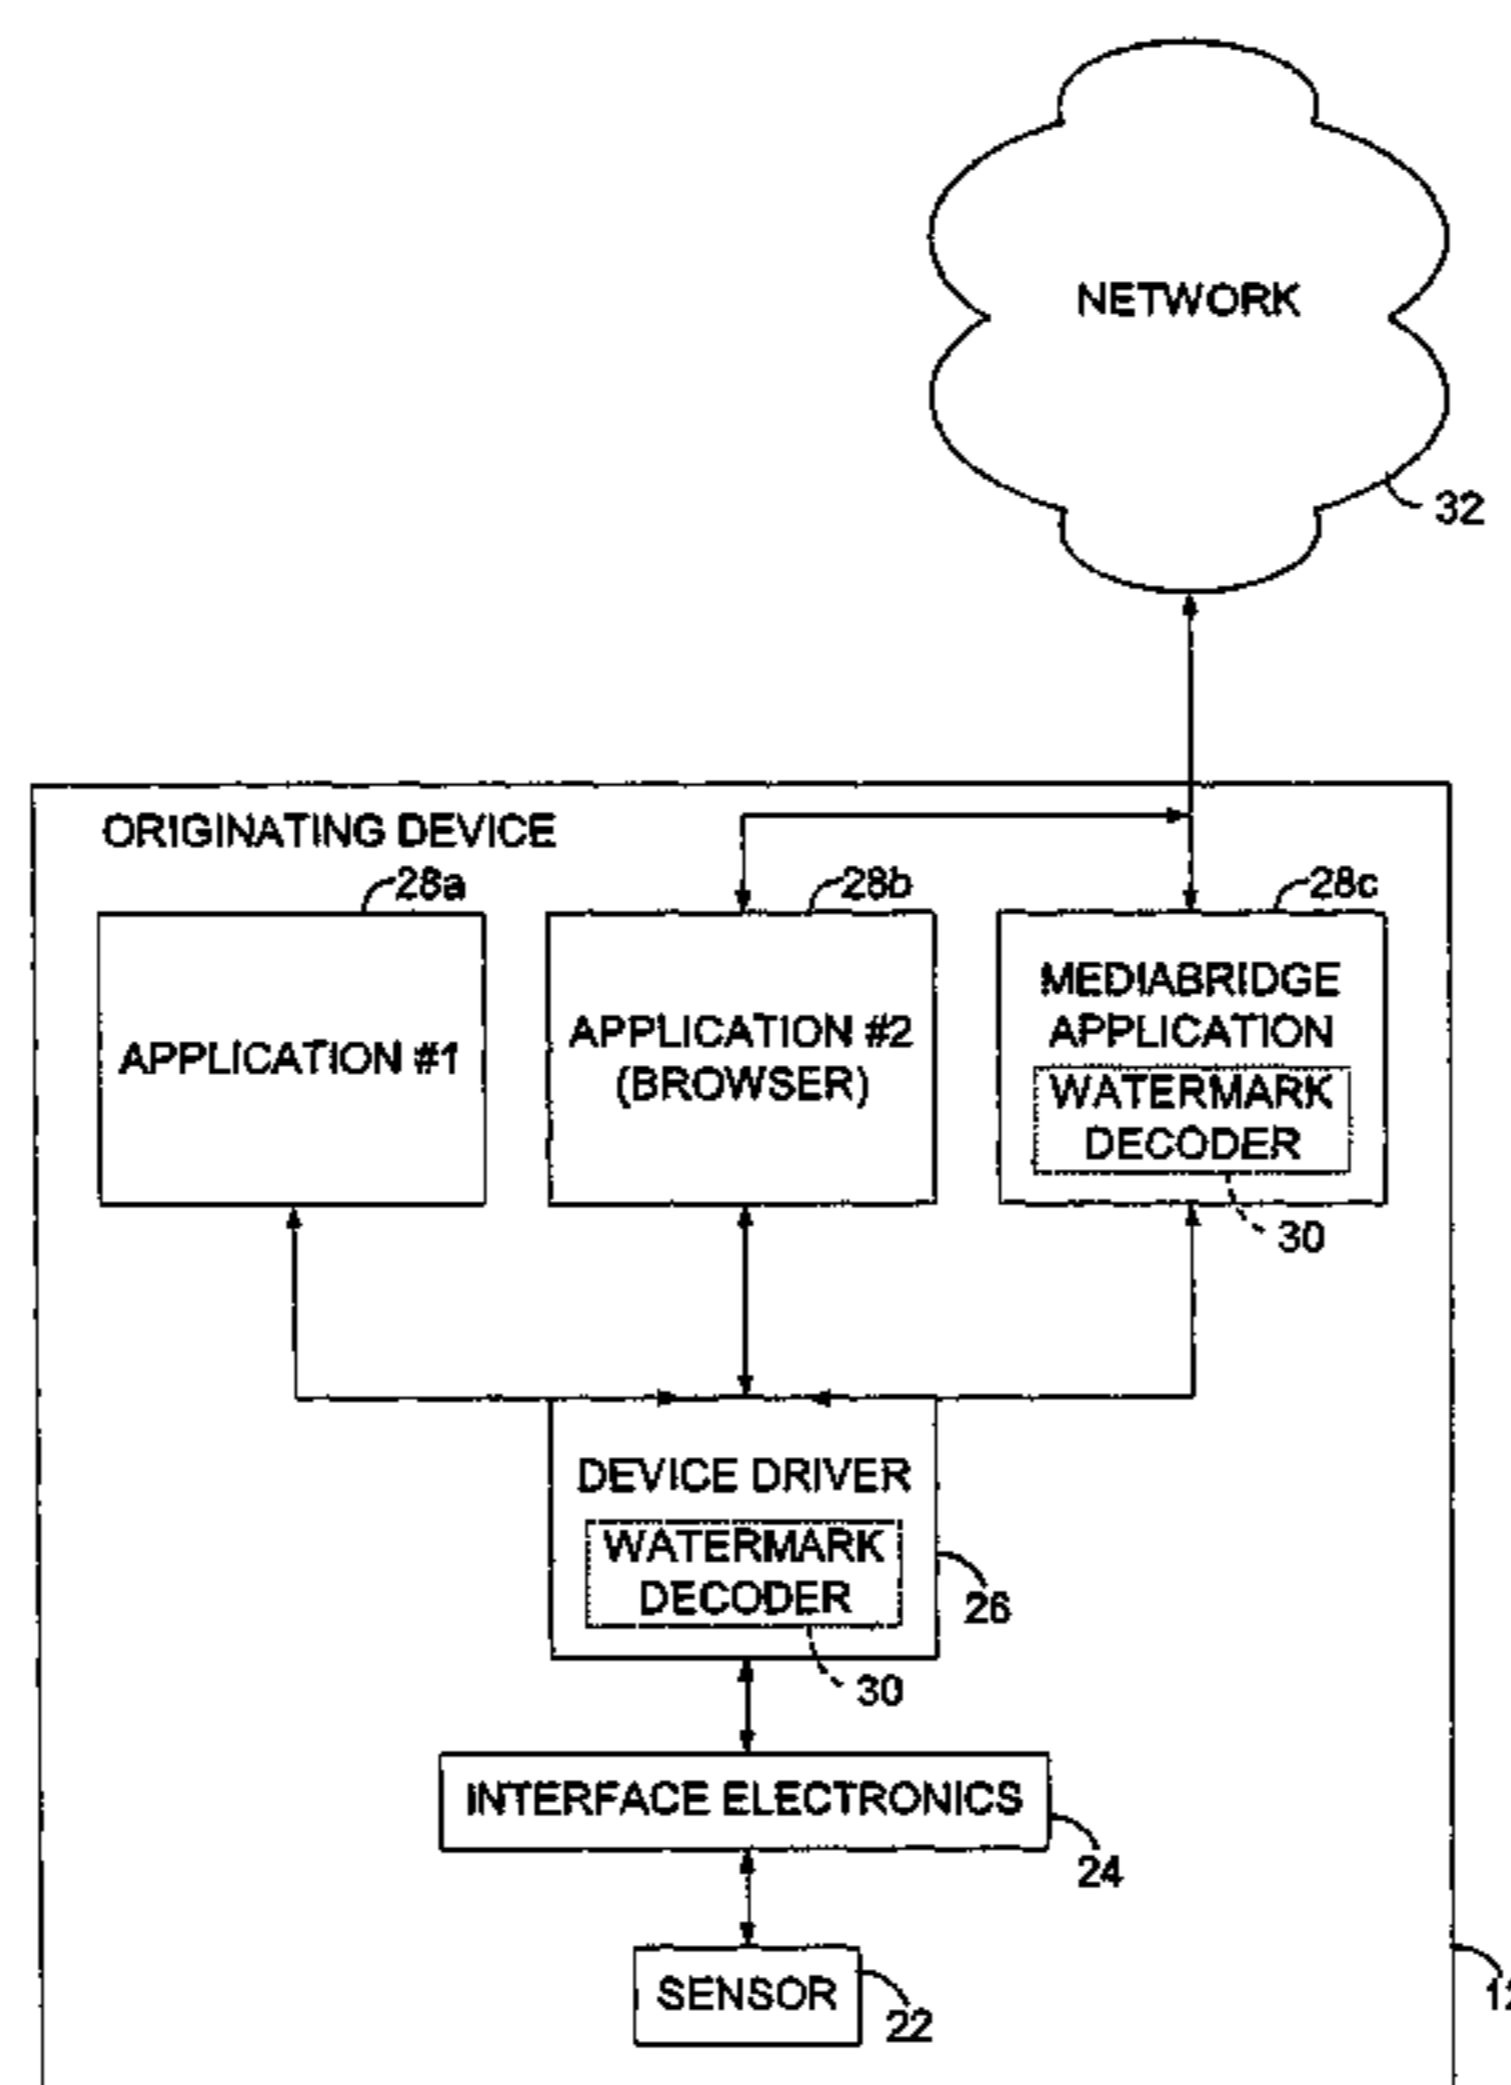 NETWORK
32
ORIGINATING DEVICE
28a
28b
28c
APPLICATION #1
APPLICATION #2
(BROWSER)
MEDIABRIDGE
APPLICATION
WATERMARK
DECODER
30
DEVICE DRIVER
WATERMARK
DECODER
26
30
INTERFACE ELECTRONICS
24
SENSOR
22